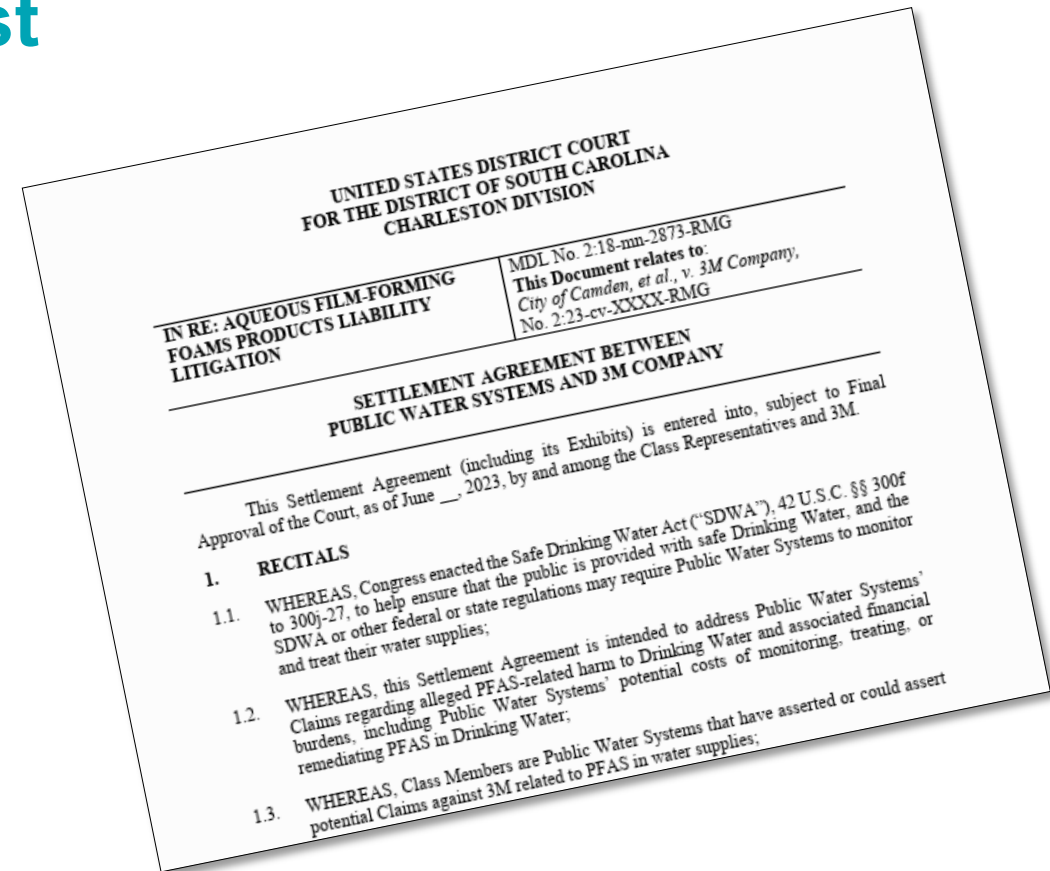 st
UNITED STATES DISTRICT COURT
FOR THE DISTRICT OF SOUTH CAROLINA
CHARLESTON DIVISION
IN RE: AQUEOUS FILM-FORMING
FOAMS PRODUCTS LIABILITY
LITIGATION
MDL No. 2:18-mn-2873-RMG
This Document relates to:
City of Camden, et al., v. 3M Company,
No. 2:23-cv-XXXX-RMG
SETTLEMENT AGREEMENT BETWEEN
PUBLIC WATER SYSTEMS AND 3M COMPANY
This Settlement Agreement (including its Exhibits) is entered into, subject to Final
Approval of the Court, as of June __, 2023, by and among the Class Representatives and 3M.
1. RECITALS
1.1. WHEREAS, Congress enacted the Safe Drinking Water Act (“SDWA”), 42 U.S.C. §§ 300f
to 300j-27, to help ensure that the public is provided with safe Drinking Water, and the
SDWA or other federal or state regulations may require Public Water Systems to monitor
and treat their water supplies;
1.2. WHEREAS, this Settlement Agreement is intended to address Public Water Systems’
Claims regarding alleged PFAS-related harm to Drinking Water and associated financial
burdens, including Public Water Systems’ potential costs of monitoring, treating, or
remediating PFAS in Drinking Water;
1.3. WHEREAS, Class Members are Public Water Systems that have asserted or could assert
potential Claims against 3M related to PFAS in water supplies;